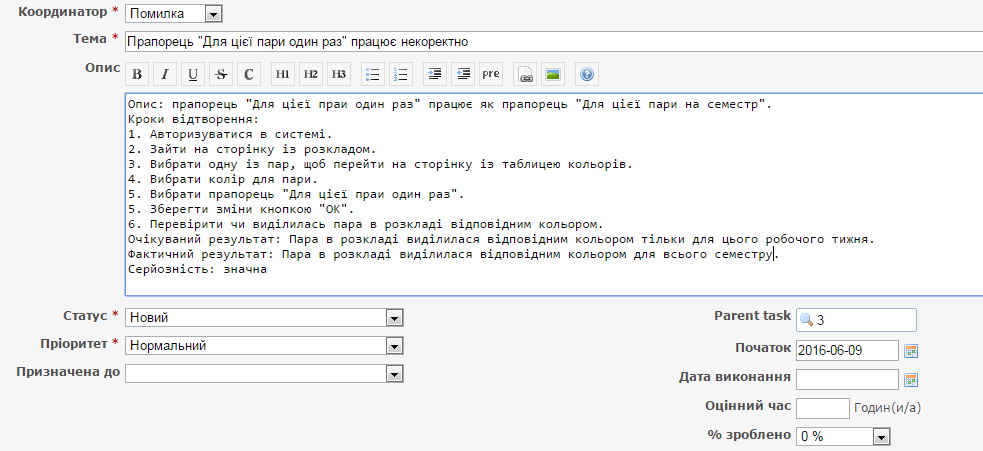 Координатор * Помилка
Тема * Прапорець "Для цієї пари один раз" працює некоректно
Опис B I U S C H1 H2 H3 pre
Опис: прапорець "Для цієї праи один раз" працює як прапорець "Для цієї пари на семестр".
Кроки відтворення:
1. Авторизуватися в системі.
2. Зайти на сторінку із розкладом.
3. Вибрати одну із пар, щоб перейти на сторінку із таблицею кольорів.
4. Вибрати колір для пари.
5. Вибрати прапорець "Для цієї праи один раз".
5. Зберегти зміни кнопкою "ОК".
6. Перевірити чи виділилась пара в розкладі відповідним кольором.
Очікуваний результат: Пара в розкладі виділилася відповідним кольором тільки для цього робочого тижня.
Фактичний результат: Пара в розкладі виділилася відповідним кольором для всього семестру.
Серйозність: значна
Статус * Новий
Parent task 3
Пріоритет * Нормальний
Початок 2016-06-09
Призначена до
Дата виконання
Оцінний час Годин(и/а)
% зроблено 0 %